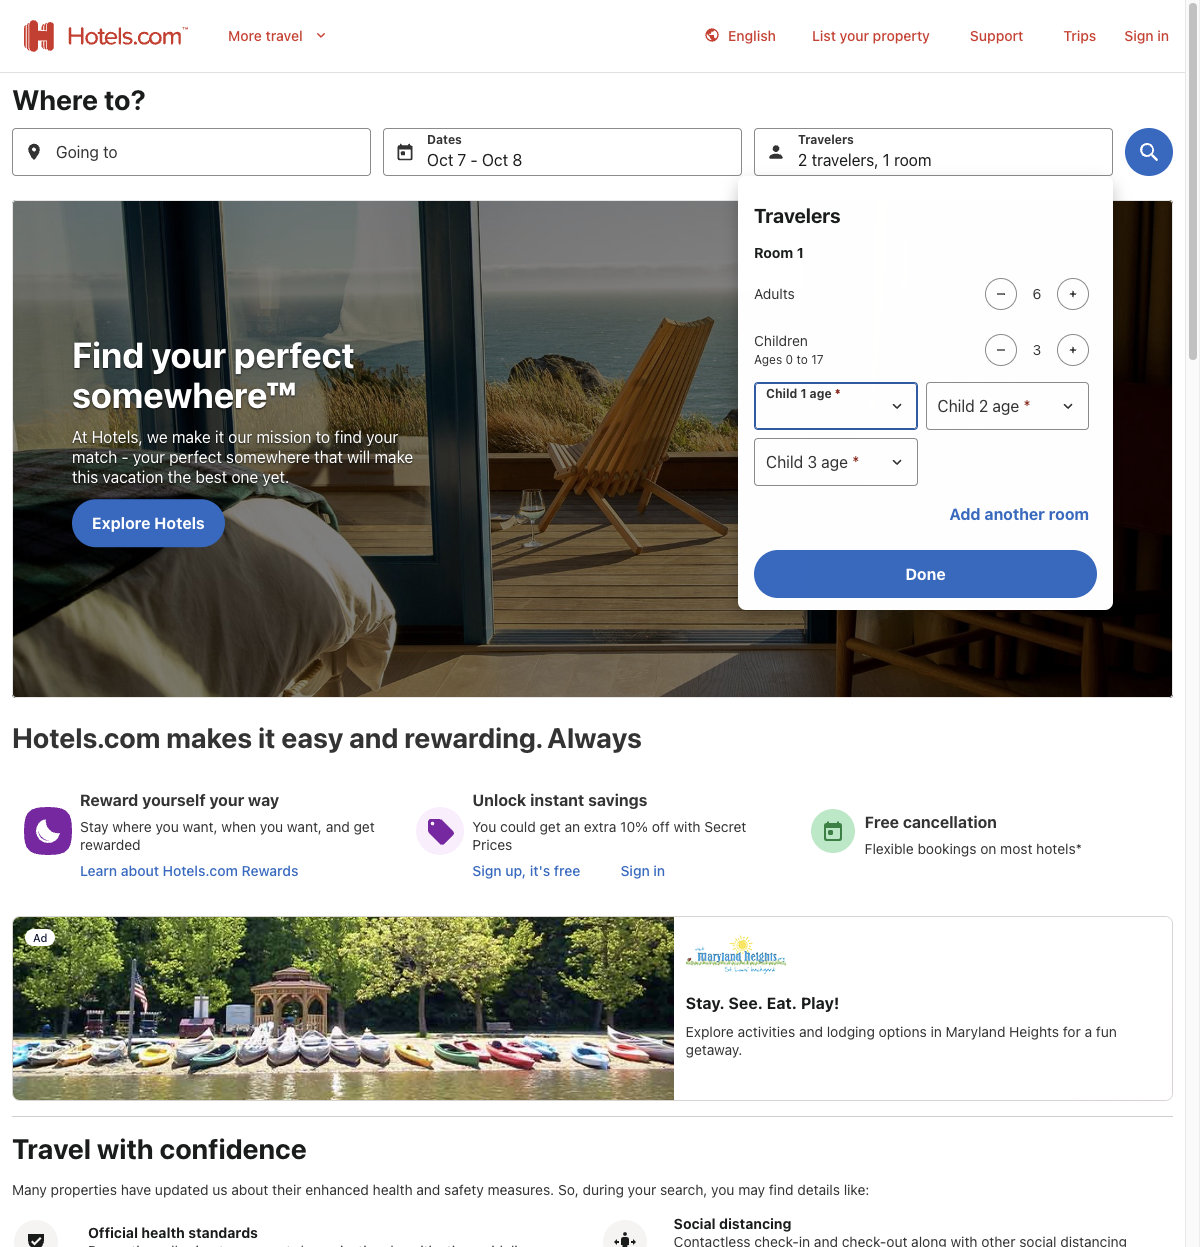 Hotels.com™
More travel
English
List your property
Support
Trips
Sign in
Where to?
Going to
Dates
Oct 7 - Oct 8
Travelers
2 travelers, 1 room
Travelers
Room 1
Adults
6
Children
Ages 0 to 17
3
Child 1 age *
Child 2 age *
Child 3 age *
Add another room
Done
Find your perfect
somewhere™
At Hotels, we make it our mission to find your
match - your perfect somewhere that will make
this vacation the best one yet.
Explore Hotels
Hotels.com makes it easy and rewarding. Always
Reward yourself your way
Stay where you want, when you want, and get
rewarded
Learn about Hotels.com Rewards
Unlock instant savings
You could get an extra 10% off with Secret
Prices
Sign up, it's free
Sign in
Free cancellation
Flexible bookings on most hotels*
Ad
Maryland Heights
Stay. See. Eat. Play!
Explore activities and lodging options in Maryland Heights for a fun
getaway.
Travel with confidence
Many properties have updated us about their enhanced health and safety measures. So, during your search, you may find details like:
Official health standards
Social distancing
Contactless check-in and check-out along with other social distancing